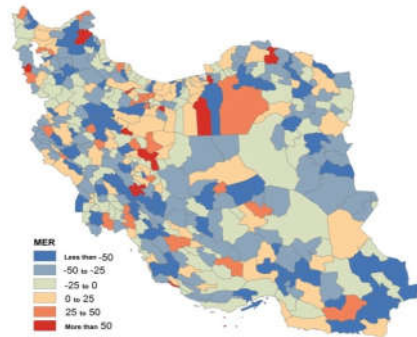 MER
Less than -50
-50 to -25
-25 to 0
0 to 25
25 to 50
More than 50